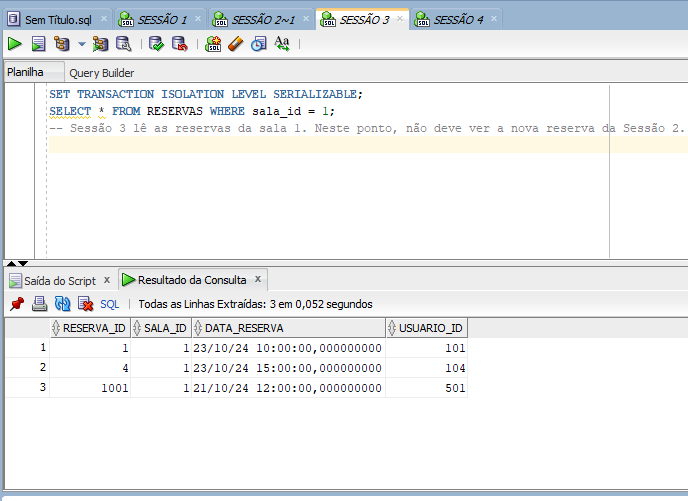 Sem Título.sql × SESSÃO 1 × SESSÃO 2~1 × SESSÃO 3 × SESSÃO 4 ×
Planilha Query Builder
SET TRANSACTION ISOLATION LEVEL SERIALIZABLE;
SELECT * FROM RESERVAS WHERE sala_id = 1;
-- Sessão 3 lê as reservas da sala 1. Neste ponto, não deve ver a nova reserva da Sessão 2.
Saída do Script × Resultado da Consulta ×
SQL | Todas as Linhas Extraídas: 3 em 0,052 segundos
RESERVA_ID SALA_ID DATA_RESERVA USUARIO_ID
1 1 1 23/10/24 10:00:00,000000000 101
2 4 1 23/10/24 15:00:00,000000000 104
3 1001 1 21/10/24 12:00:00,000000000 501